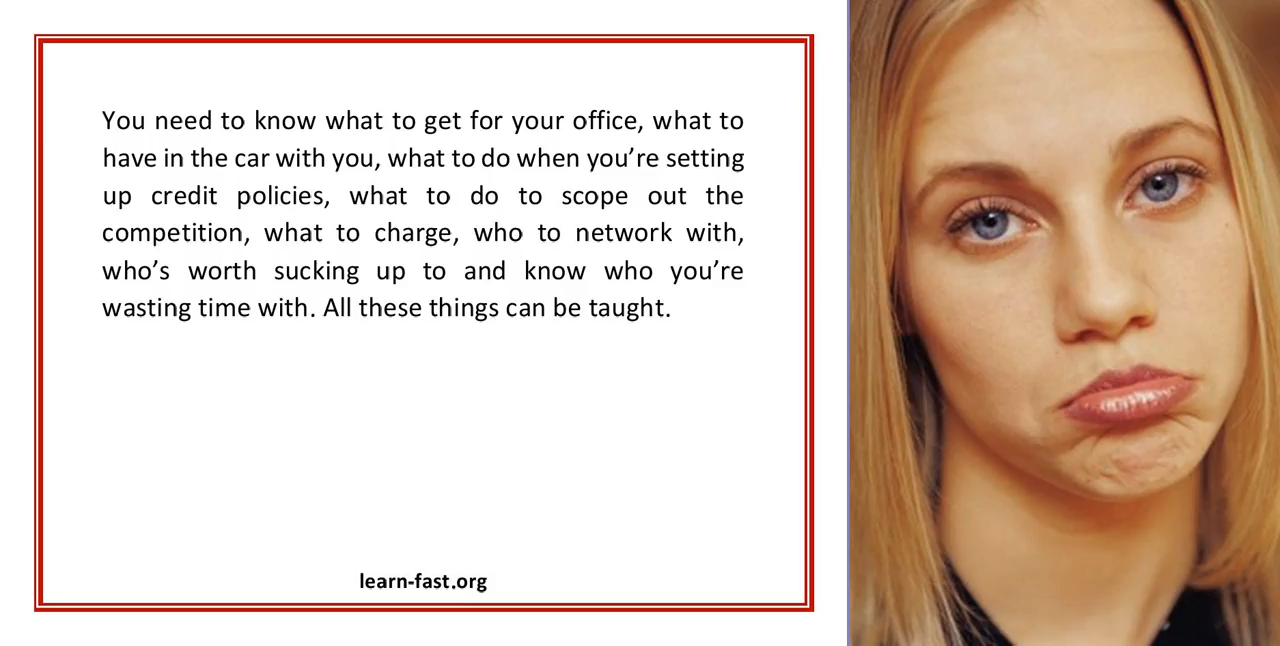 You need to know what to get for your office, what to
have in the car with you, what to do when you’re setting
up credit policies, what to do to scope out the
competition, what to charge, who to network with,
who’s worth sucking up to and know who you’re
wasting time with. All these things can be taught.
learn-fast.org